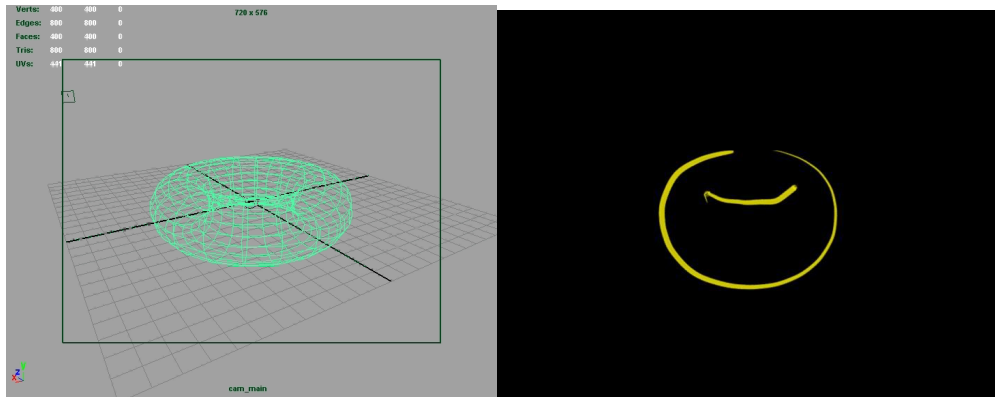 720 x 576
Verts: 400 400 0
Edges: 800 800 0
Faces: 400 400 0
Tris: 800 800 0
UVs: 441 441 0
y
z
x
cam_main